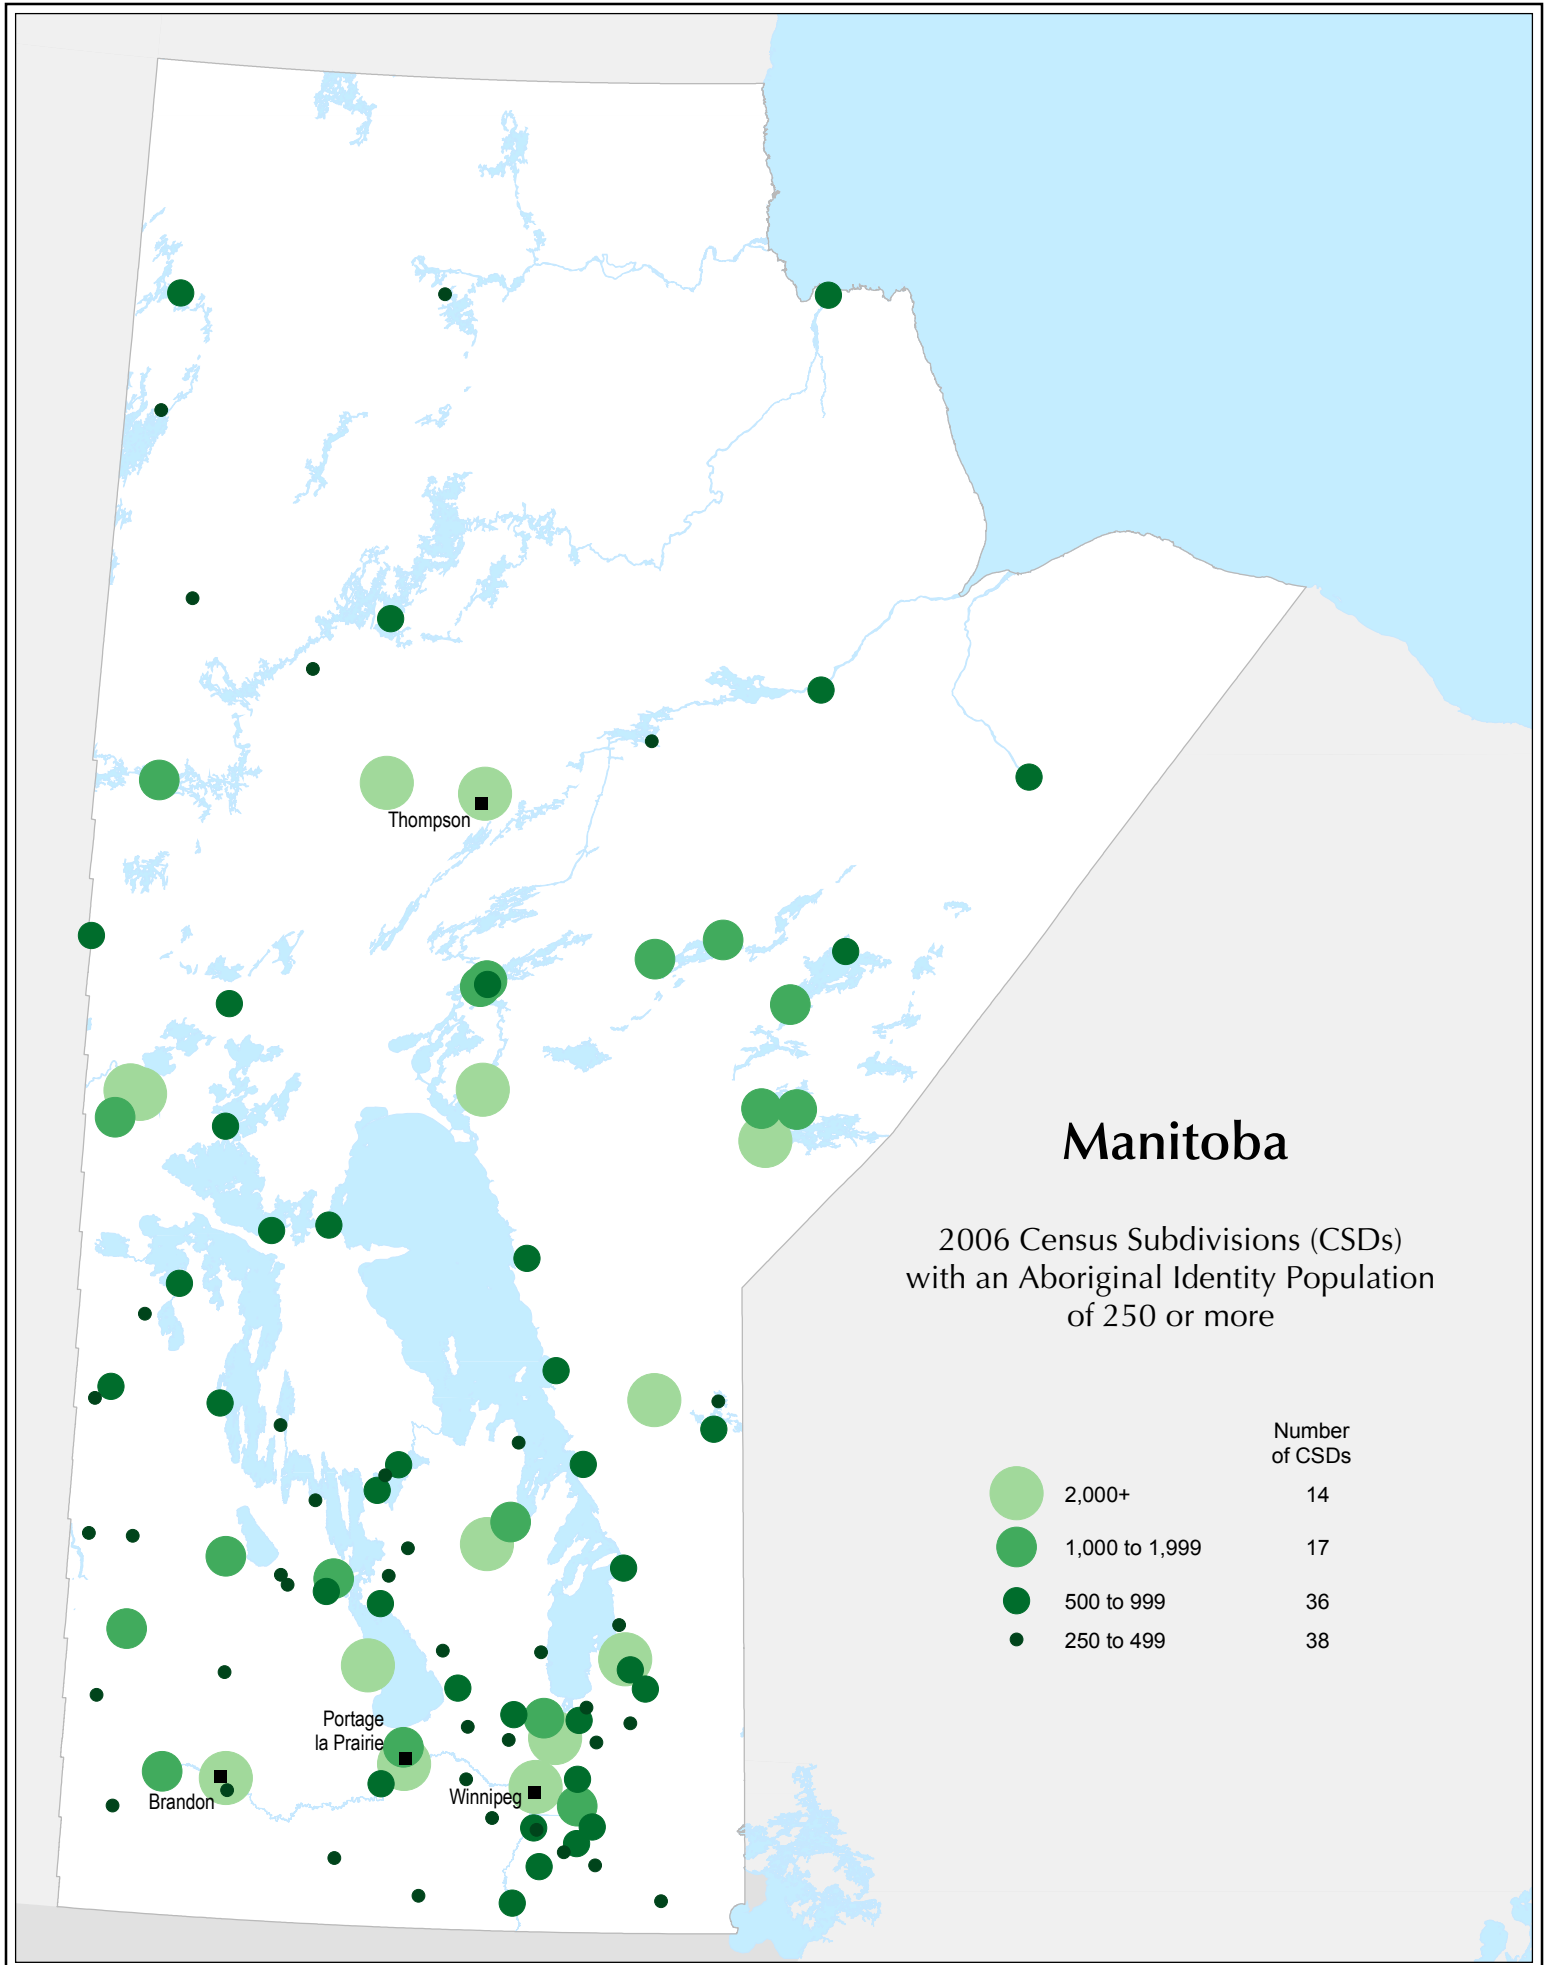 Thompson
Manitoba
2006 Census Subdivisions (CSDs)
with an Aboriginal Identity Population
of 250 or more
Number
of CSDs
2,000+ 14
1,000 to 1,999 17
500 to 999 36
250 to 499 38
Portage
la Prairie
Winnipeg
Brandon